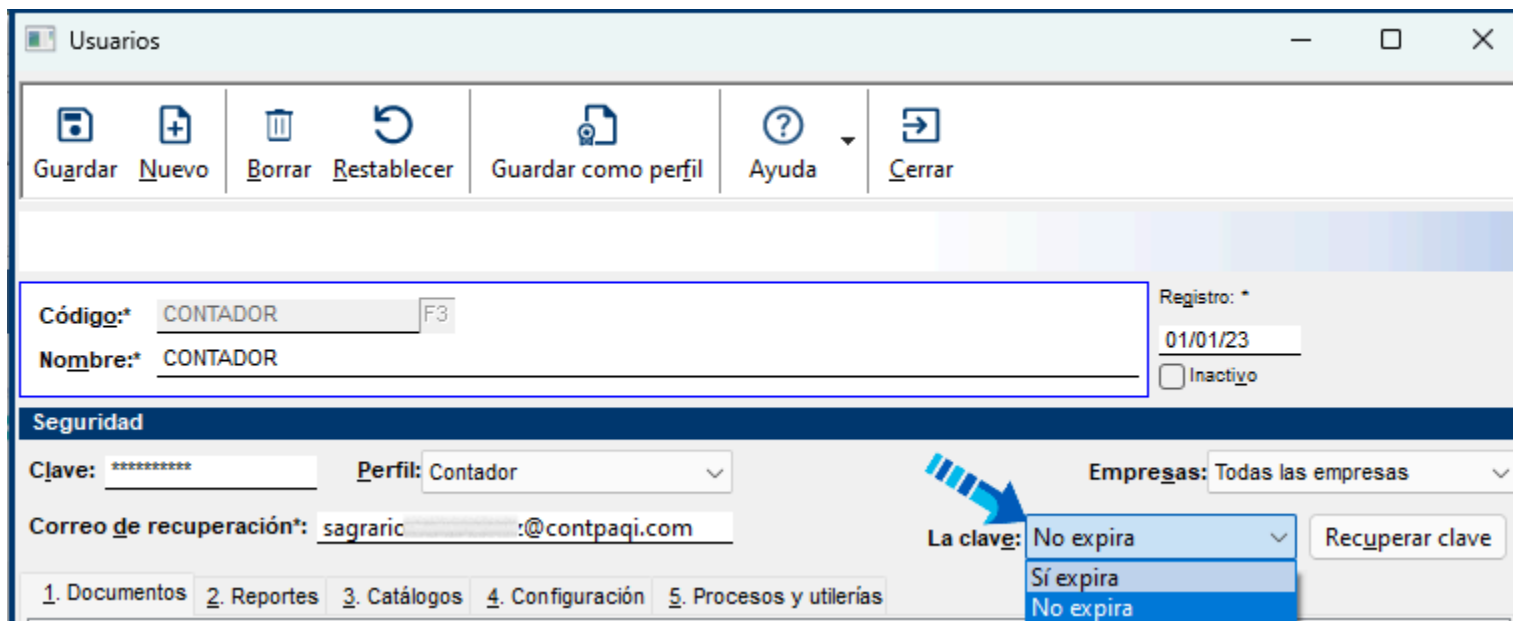 Usuarios
Guardar Nuevo Borrar Restablecer Guardar como perfil Ayuda Cerrar
Código:* CONTADOR F3
Nombre:* CONTADOR
Registro: *
01/01/23
Inactivo
Seguridad
Clave: ********** Perfil: Contador Empresas: Todas las empresas
Correo de recuperación*: @contpaqi.com La clave: No expira Recuperar clave
Sí expira
No expira
1. Documentos 2. Reportes 3. Catálogos 4. Configuración 5. Procesos y utilerías